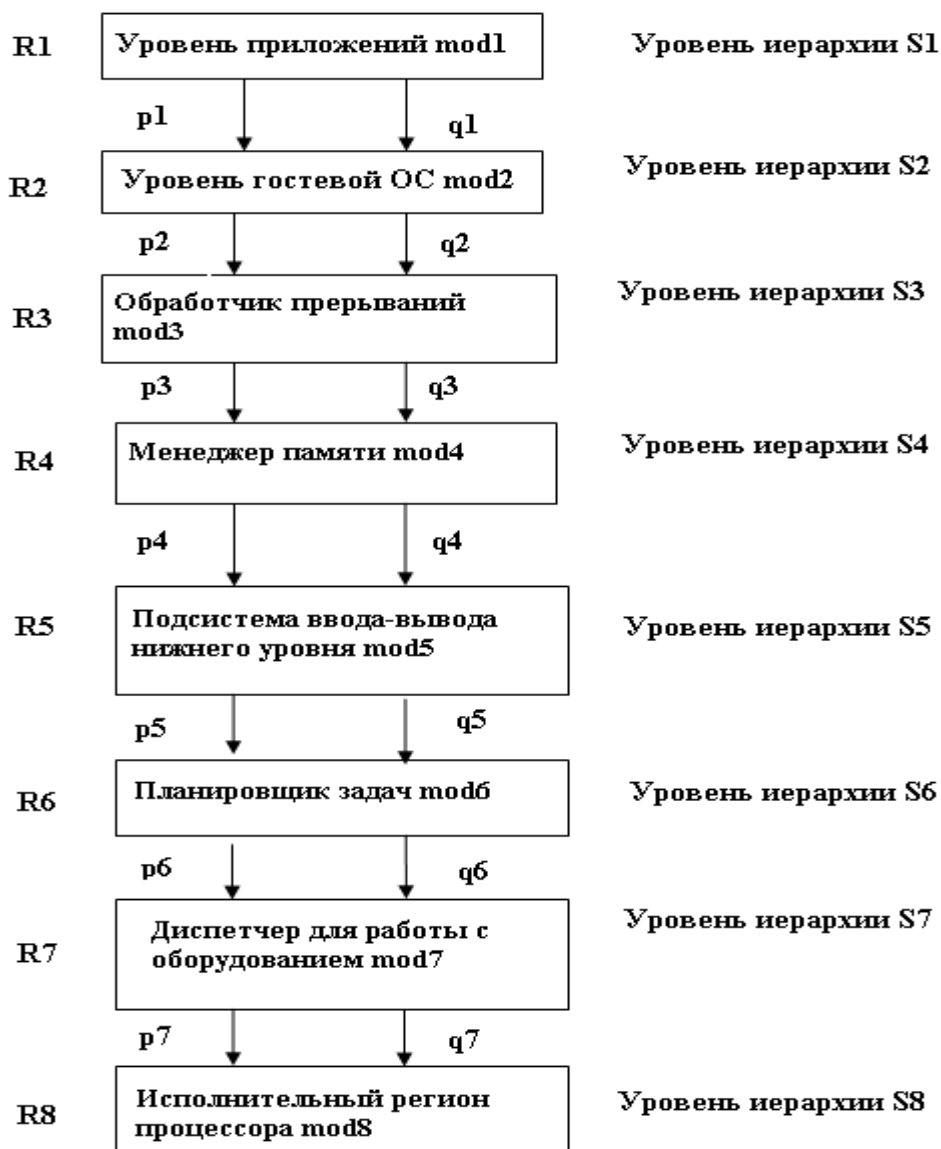 R1 Уровень приложений mod1 Уровень иерархии S1
p1 q1
R2 Уровень гостевой ОС mod2 Уровень иерархии S2
p2 q2
R3 Обработчик прерываний Уровень иерархии S3
mod3
p3 q3
R4 Менеджер памяти mod4 Уровень иерархии S4
p4 q4
R5 Подсистема ввода-вывода Уровень иерархии S5
нижнего уровня mod5
p5 q5
R6 Планировщик задач mod6 Уровень иерархии S6
p6 q6
R7 Диспетчер для работы с Уровень иерархии S7
оборудованием mod7
p7 q7
R8 Исполнительный регион Уровень иерархии S8
процессора mod8